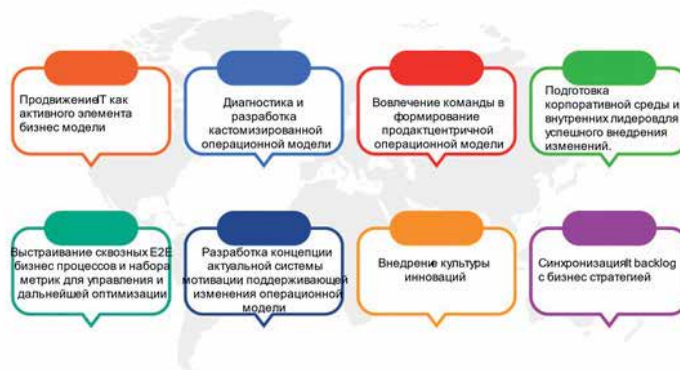 ПродвижениеIT как
активного элемента
бизнес модели
Диагностика и
разработка
кастомизированной
операционной модели
Вовлечение команды в
формирование
продактцентричной
операционной модели
Подготовка
корпоративной среды и
внутренних лидеровдля
успешного внедрения
изменений.
Выстраивание сквозных E2E
бизнес процессов и набора
метрик для управления и
дальнейшей оптимизации
Разработка концепции
актуальной системы
мотивации, поддерживающей
изменения операционной
модели
Внедрение культуры
инноваций
СинхронизацияIt backlog
с бизнес стратегией